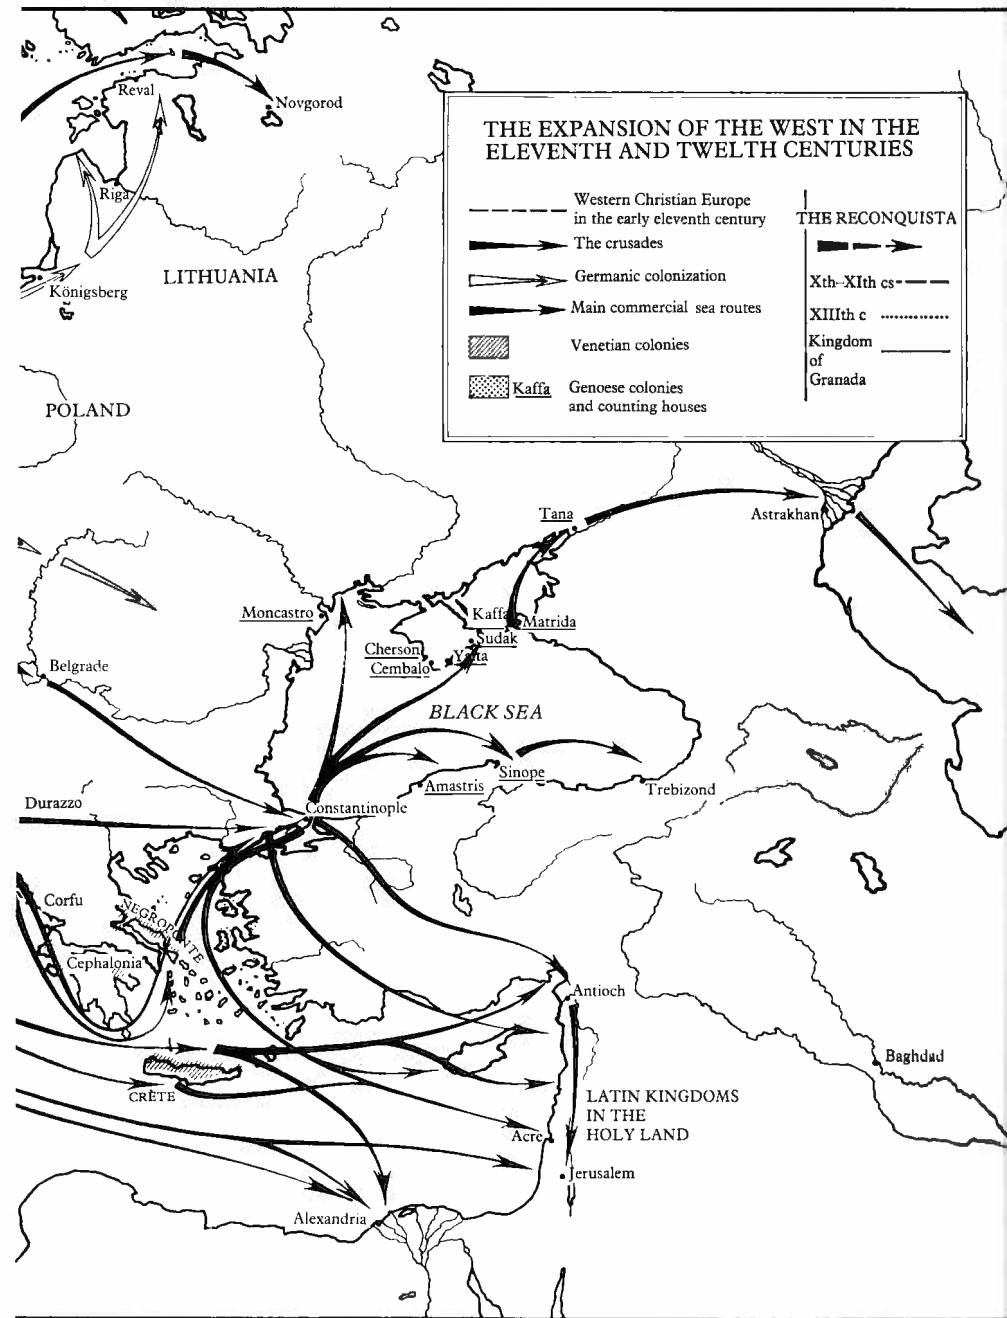 Reval
Novgorod
Riga
LITHUANIA
Königsberg
POLAND
THE EXPANSION OF THE WEST IN THE
ELEVENTH AND TWELTH CENTURIES
Western Christian Europe
in the early eleventh century
The crusades
Germanic colonization
Main commercial sea routes
Venetian colonies
Kaffa
Genoese colonies
and counting houses
THE RECONQUISTA
Xth-XIth cs
XIIIth c
Kingdom
of
Granada
Tana
Astrakhan
Moncastro
Kaffa
Matrida
Sudak
Cherson
Yalta
Cembalo
Belgrade
BLACK SEA
Sinope
Amastris
Trebizond
Durazzo
Constantinople
Corfu
NEGROPONTE
Cephalonia
Antioch
Baghdad
CRÈTE
LATIN KINGDOMS
IN THE
HOLY LAND
Acre
Jerusalem
Alexandria